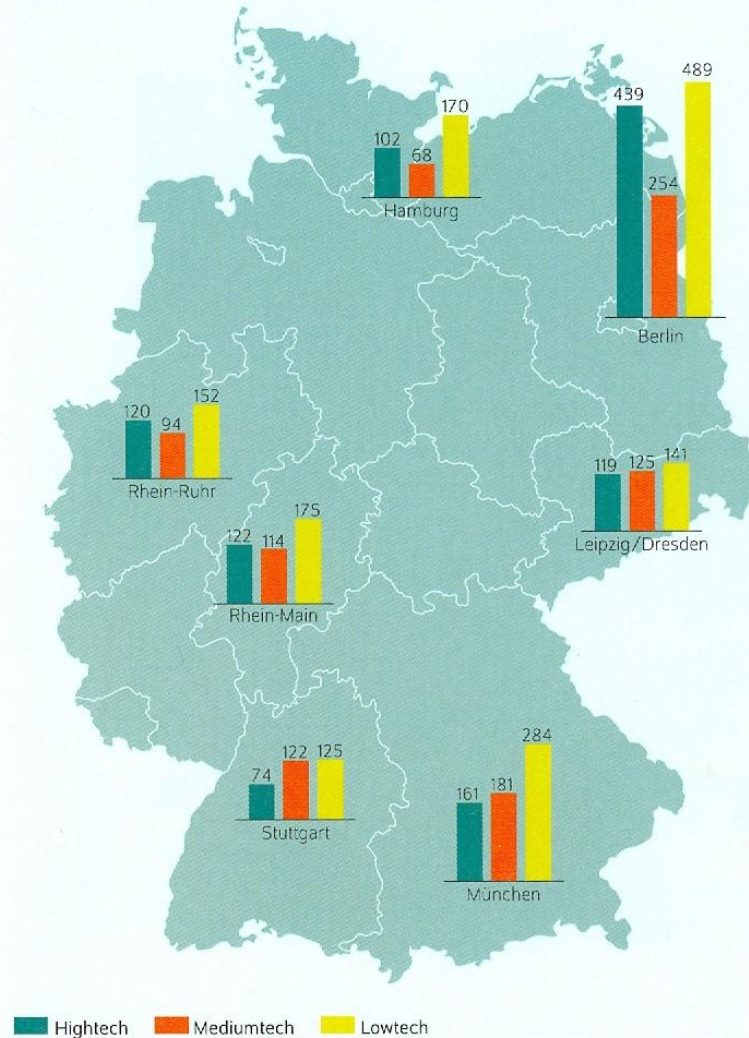 489
439
254
Berlin
170
102
68
Hamburg
152
120
94
Rhein-Ruhr
141
125
119
Leipzig/Dresden
175
122
114
Rhein-Main
284
181
161
München
125
122
74
Stuttgart
Hightech Mediumtech Lowtech